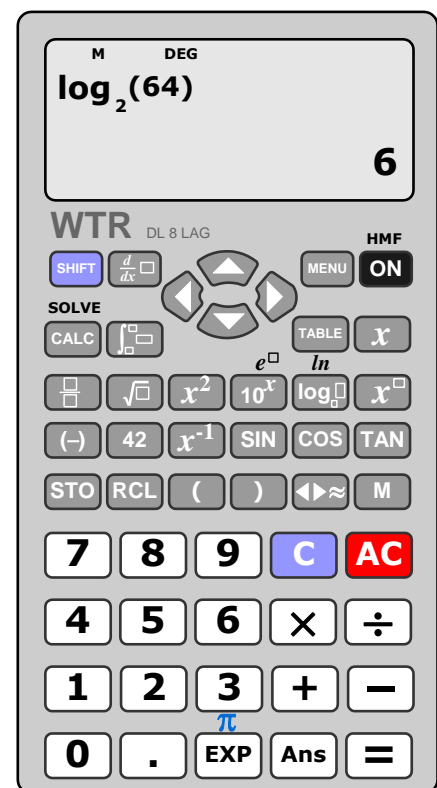 M DEG
log₂(64)
6
WTR DL 8 LAG
HMF
SHIFT d/dx □ MENU ON
SOLVE
CALC ∫□ □ TABLE x
e□ ln
□/□ √□ x² 10ˣ log□□ x□
(–) 42 x⁻¹ SIN COS TAN
STO RCL ( ) ◀▶≈ M
7 8 9 C AC
4 5 6 × ÷
1 2 3 + −
π
0 . EXP Ans =